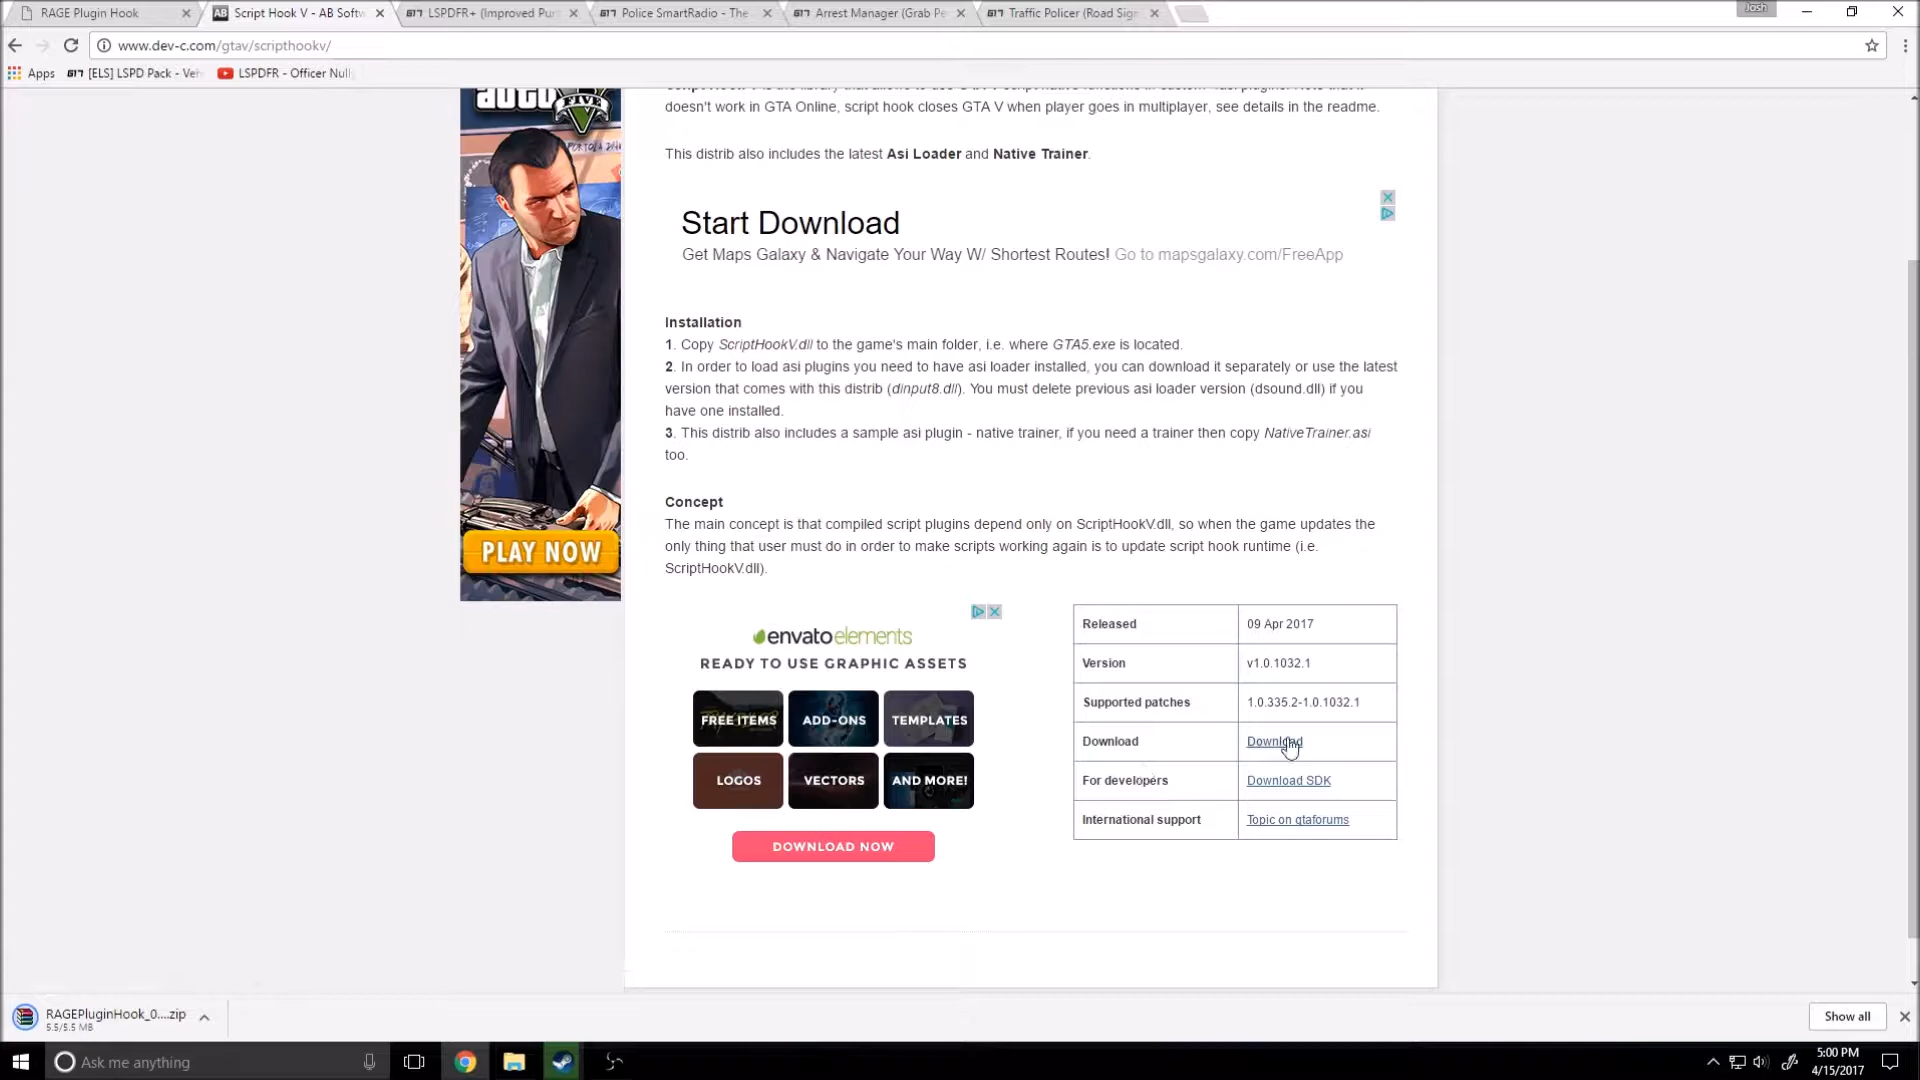 RAGE Plugin Hook
AB Script Hook V - AB Softw
G17 LSPDFR+ (Improved Pur
G17 Police SmartRadio - The
G17 Arrest Manager (Grab Pe
G17 Traffic Policer (Road Sig
Josh
www.dev-c.com/gtav/scripthookv/
Apps
G17 [ELS] LSPD Pack - Veh
LSPDFR - Officer Null
auto
FIVE
PLAY NOW
doesn't work in GTA Online, script hook closes GTA V when player goes in multiplayer, see details in the readme.
This distrib also includes the latest Asi Loader and Native Trainer.
Start Download
Get Maps Galaxy & Navigate Your Way W/ Shortest Routes! Go to mapsgalaxy.com/FreeApp
Installation
1. Copy ScriptHookV.dll to the game's main folder, i.e. where GTA5.exe is located.
2. In order to load asi plugins you need to have asi loader installed, you can download it separately or use the latest
version that comes with this distrib (dinput8.dll). You must delete previous asi loader version (dsound.dll) if you
have one installed.
3. This distrib also includes a sample asi plugin - native trainer, if you need a trainer then copy NativeTrainer.asi
too.
Concept
The main concept is that compiled script plugins depend only on ScriptHookV.dll, so when the game updates the
only thing that user must do in order to make scripts working again is to update script hook runtime (i.e.
ScriptHookV.dll).
envatoelements
READY TO USE GRAPHIC ASSETS
FREE ITEMS
ADD-ONS
TEMPLATES
LOGOS
VECTORS
AND MORE!
DOWNLOAD NOW
Released 09 Apr 2017
Version v1.0.1032.1
Supported patches 1.0.335.2-1.0.1032.1
Download Download
For developers Download SDK
International support Topic on gtaforums
RAGEPluginHook_0....zip
5.5/5.5 MB
Show all
Ask me anything
5:00 PM
4/15/2017